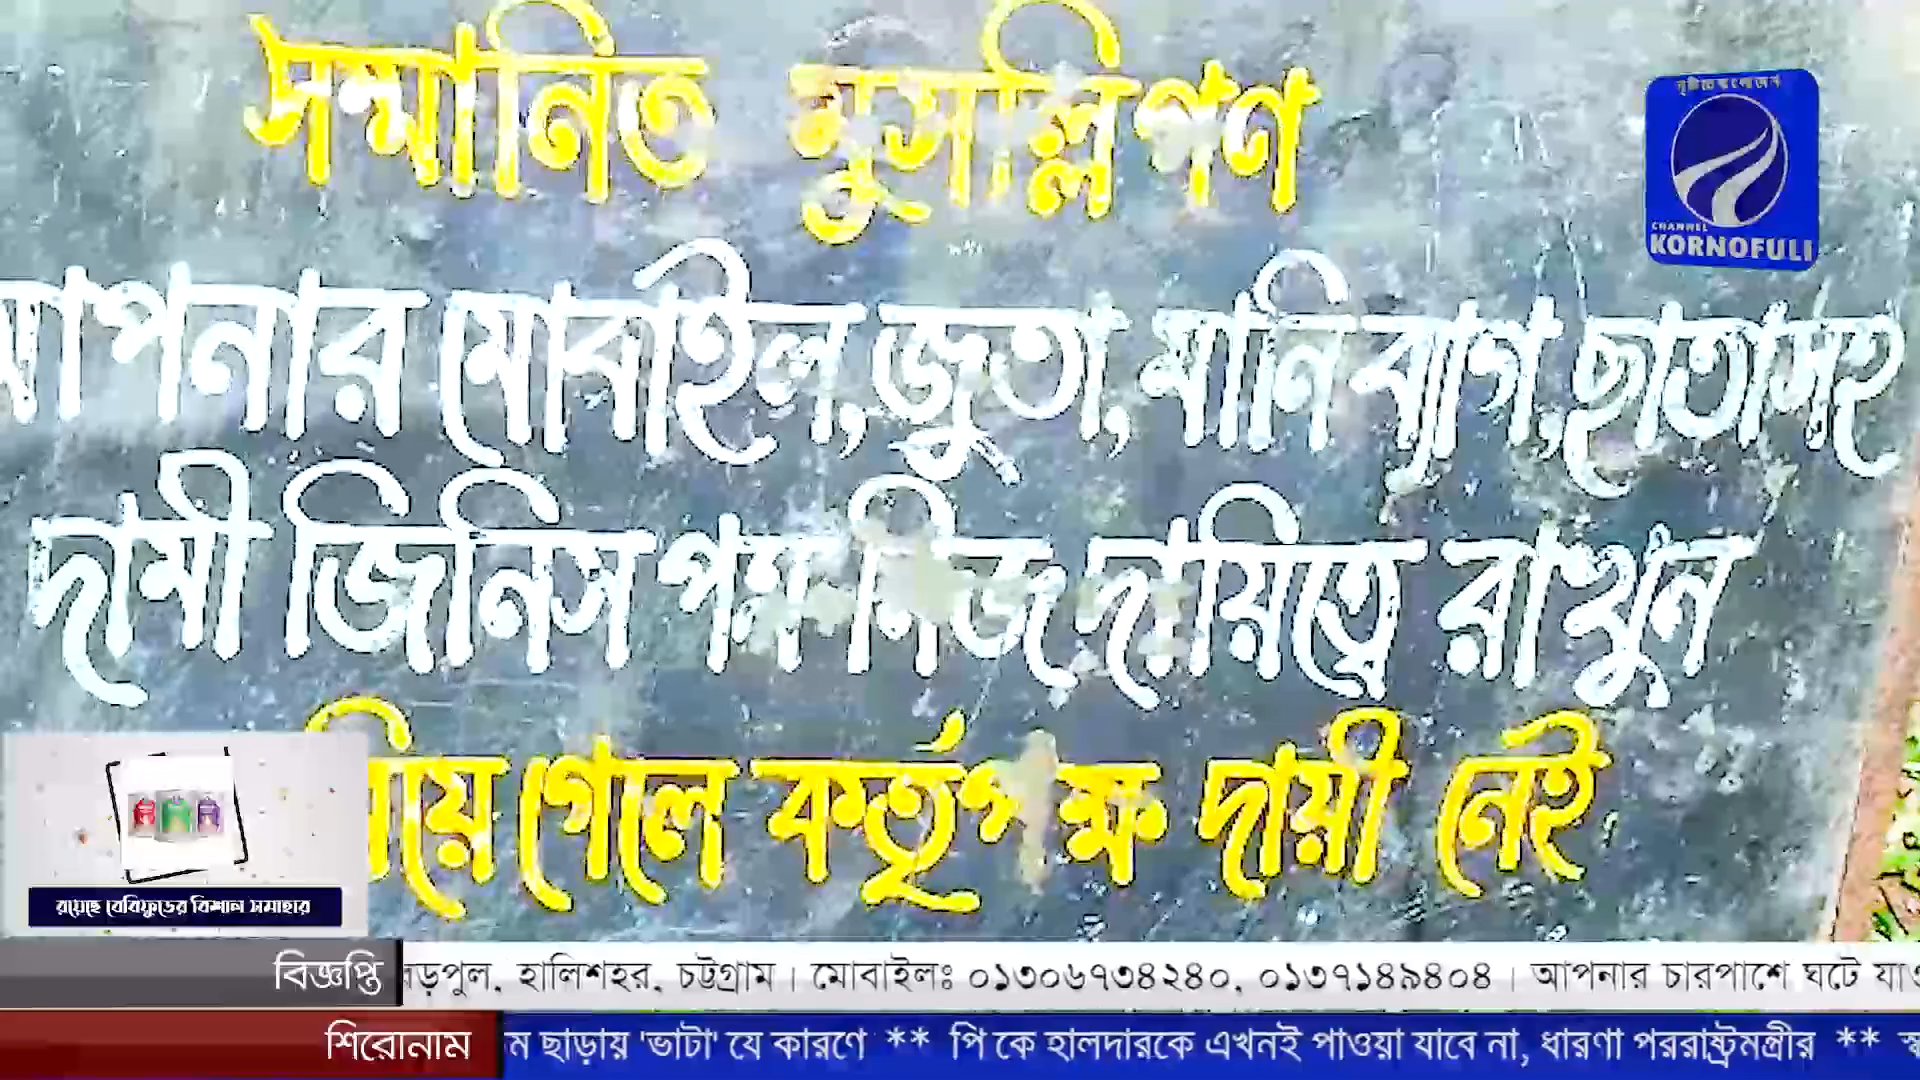 সম্মানিত মুসল্লিগণ
আপনার মোবাইল, জুতা, মানি ব্যাগ, ছাতাসহ
দামী জিনিস পত্র নিজ দায়িত্বে রাখুন
য়ে গেলে কর্তৃপক্ষ দায়ী নেই
CHANNEL
KORNOFULI
রয়েছে বেবিফুডের বিশাল সমাহার
বিজ্ঞপ্তি
ড়পুল, হালিশহর, চট্টগ্রাম । মোবাইলঃ ০১৩০৬৭৩৪২৪০, ০১৩৭১৪৯৪০৪ । আপনার চারপাশে ঘটে যাও
শিরোনাম
ম ছাড়ায় 'ভাটা' যে কারণে ** পি কে হালদারকে এখনই পাওয়া যাবে না, ধারণা পররাষ্ট্রমন্ত্রীর ** স্ব